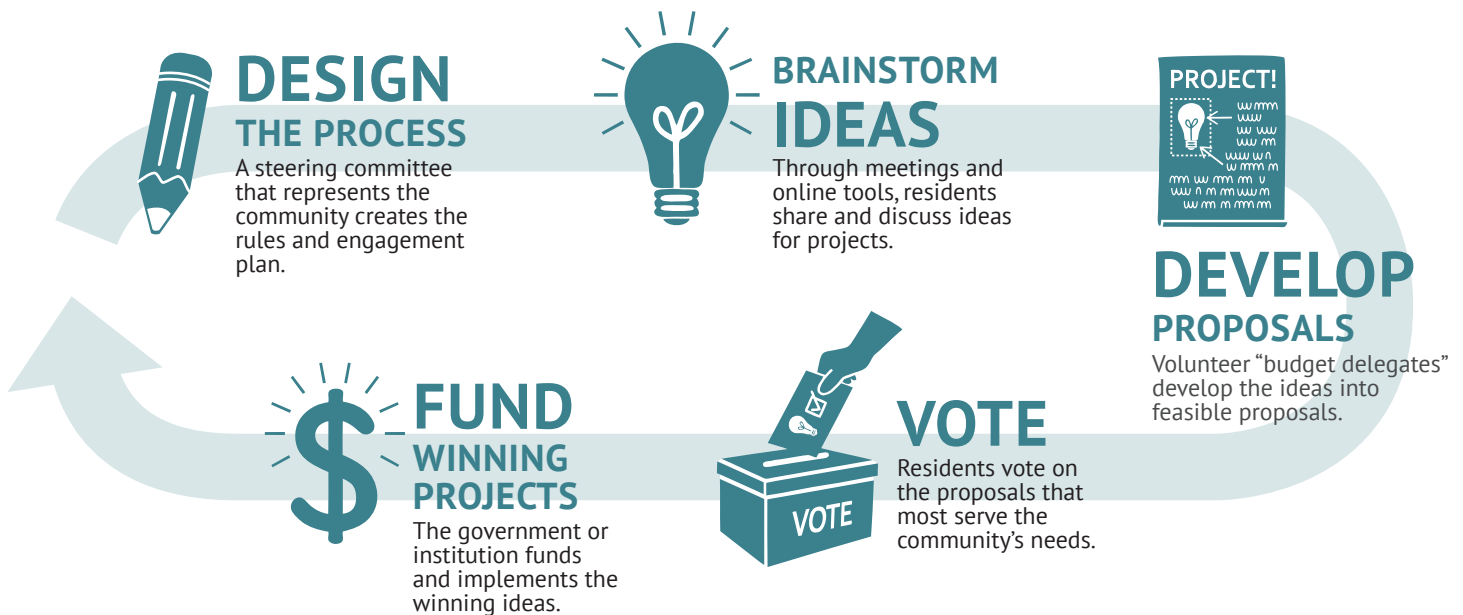 DESIGN
THE PROCESS
A steering committee
that represents the
community creates the
rules and engagement
plan.
BRAINSTORM
IDEAS
Through meetings and
online tools, residents
share and discuss ideas
for projects.
PROJECT!
DEVELOP
PROPOSALS
Volunteer “budget delegates”
develop the ideas into
feasible proposals.
VOTE
VOTE
Residents vote on
the proposals that
most serve the
community’s needs.
FUND
WINNING
PROJECTS
The government or
institution funds
and implements the
winning ideas.